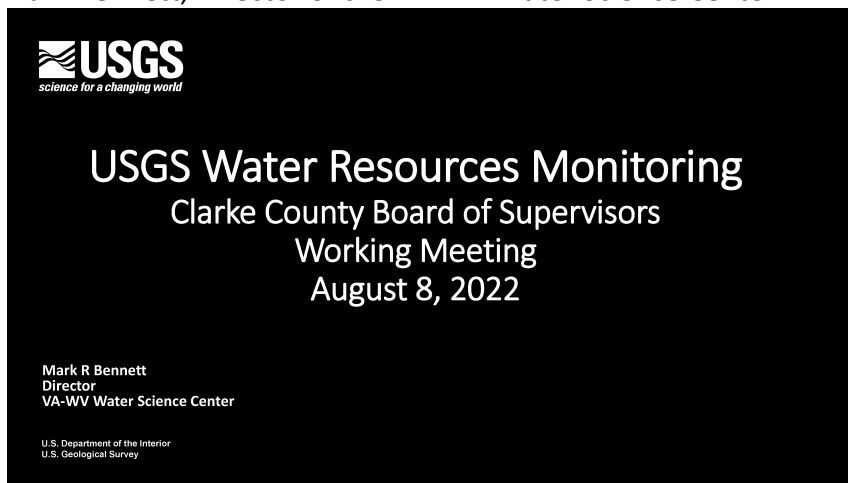 USGS
science for a changing world
USGS Water Resources Monitoring
Clarke County Board of Supervisors
Working Meeting
August 8, 2022
Mark R Bennett
Director
VA-WV Water Science Center
U.S. Department of the Interior
U.S. Geological Survey